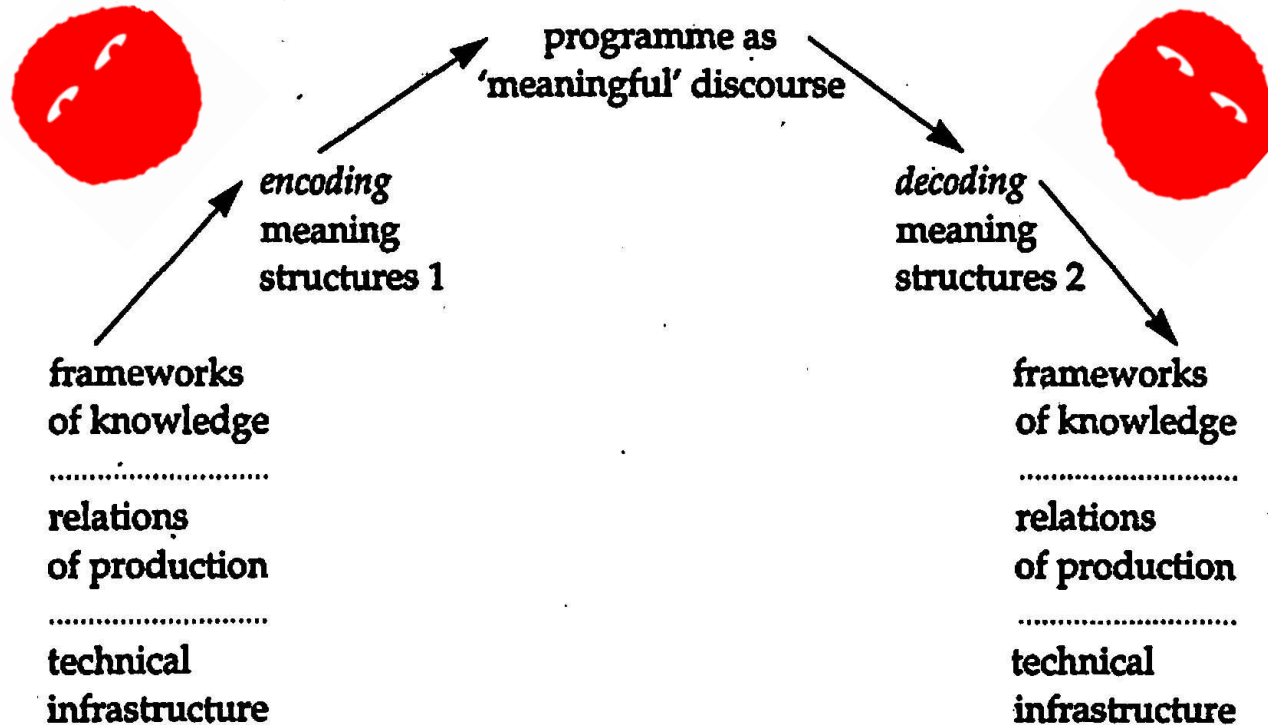 programme as
'meaningful' discourse
encoding
meaning
structures 1
decoding
meaning
structures 2
frameworks
of knowledge
relations
of production
technical
infrastructure
frameworks
of knowledge
relations
of production
technical
infrastructure